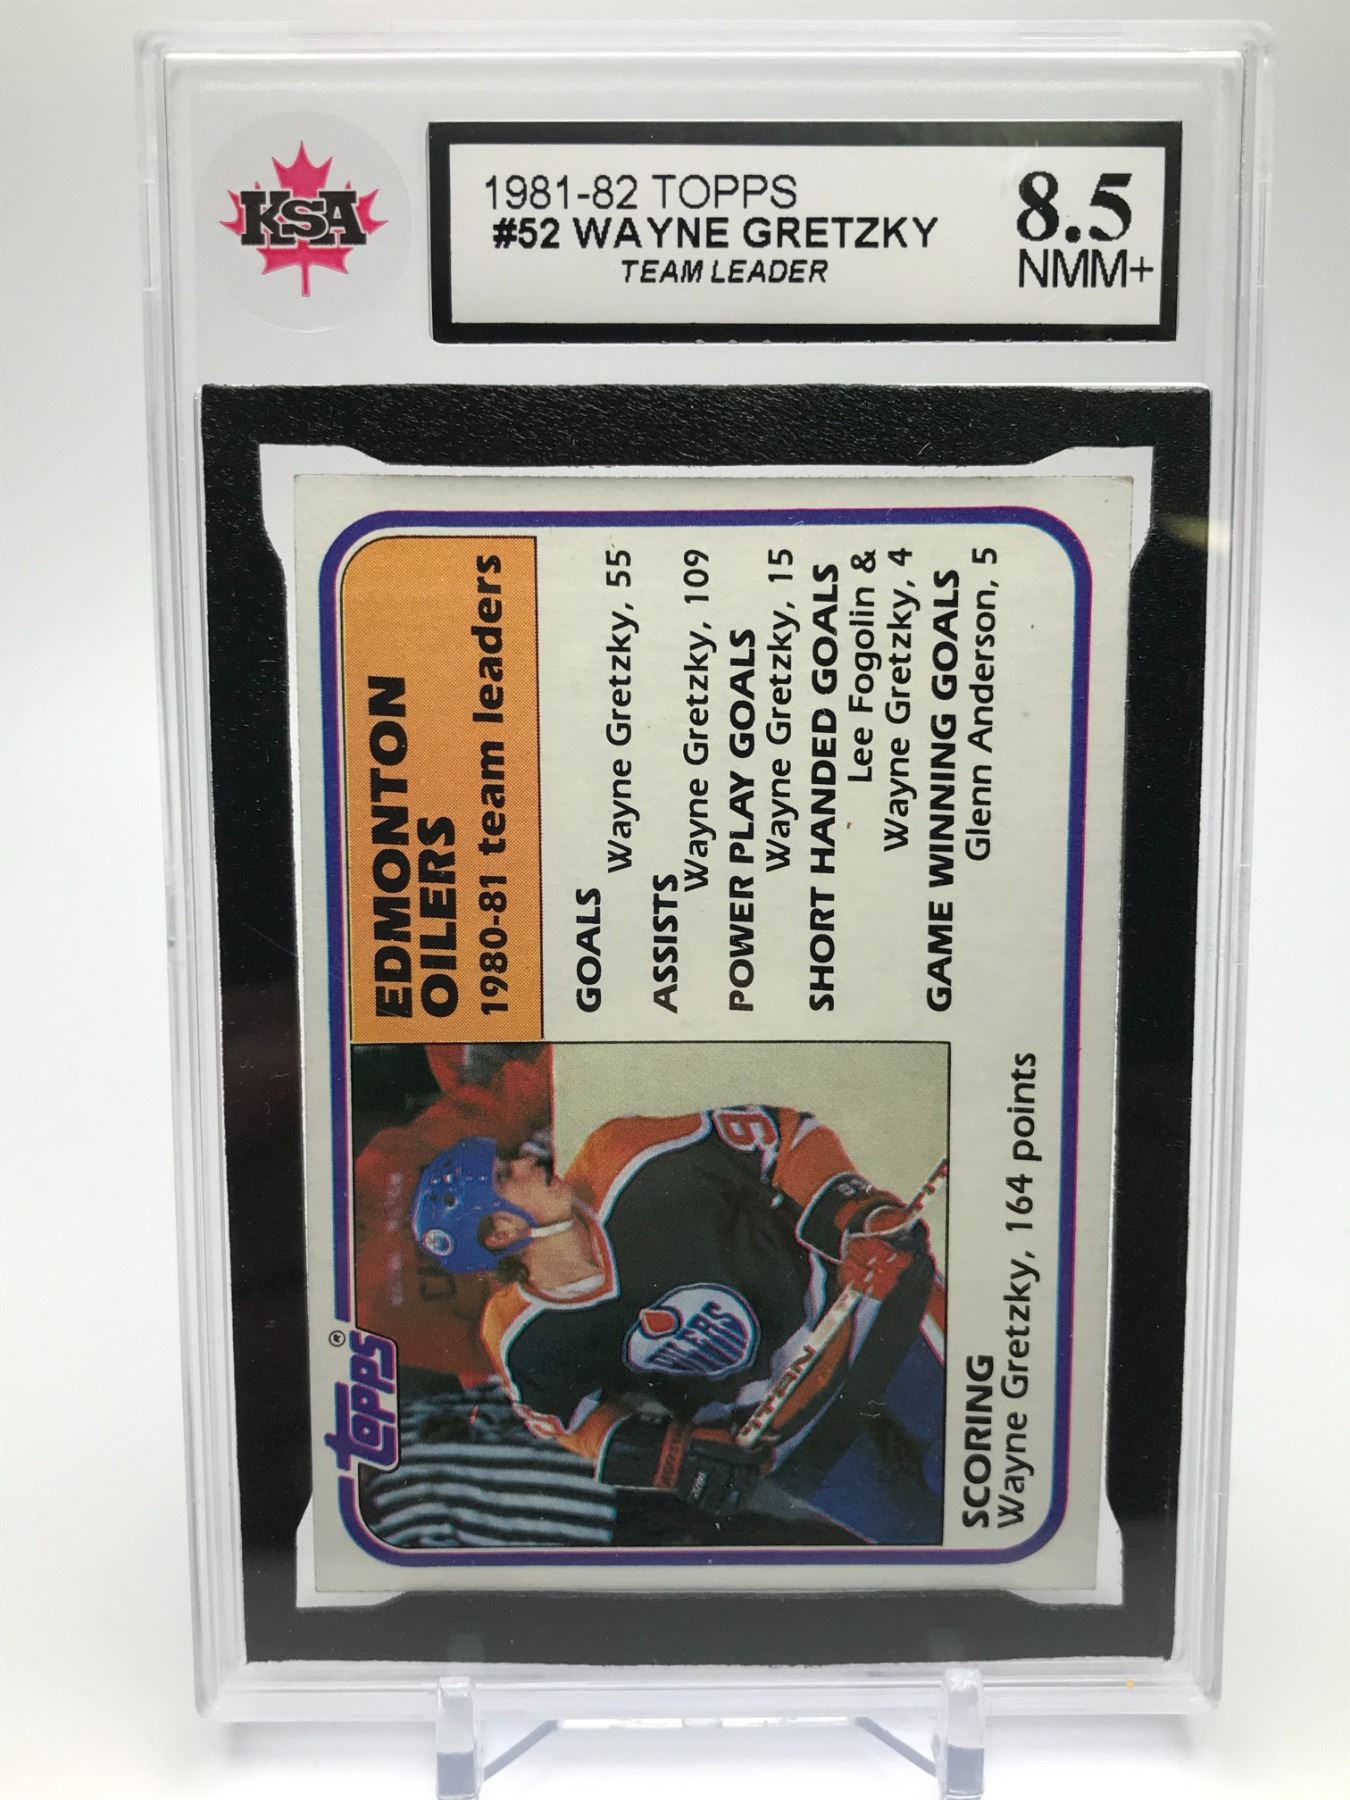 KSA
1981-82 TOPPS
#52 WAYNE GRETZKY
TEAM LEADER
8.5
NMM+
topps®
EDMONTON
OILERS
1980-81 team leaders
GOALS
Wayne Gretzky, 55
ASSISTS
Wayne Gretzky, 109
POWER PLAY GOALS
Wayne Gretzky, 15
SHORT HANDED GOALS
Lee Fogolin &
Wayne Gretzky, 4
GAME WINNING GOALS
Glenn Anderson, 5
OILERS
TITAN
SCORING
Wayne Gretzky, 164 points